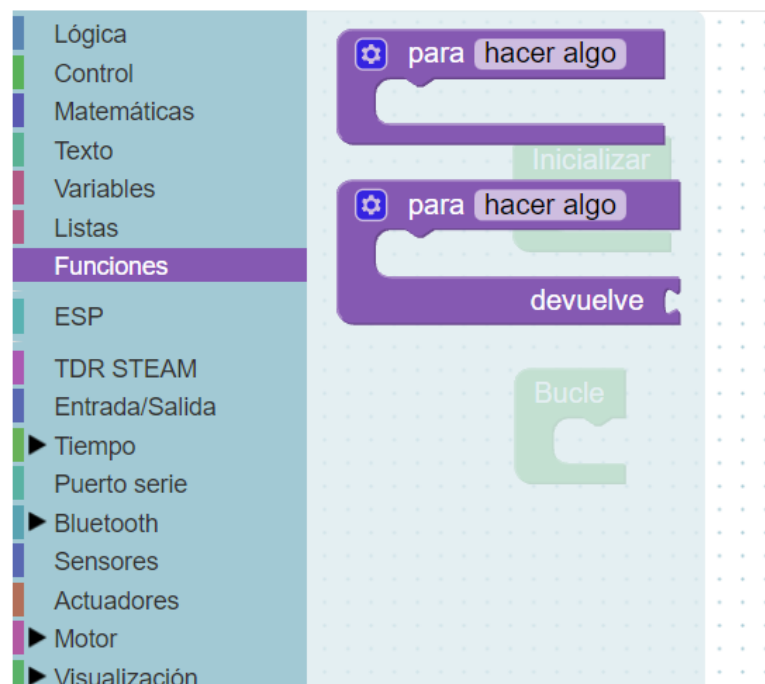 Lógica
Control
Matemáticas
Texto
Variables
Listas
Funciones
ESP
TDR STEAM
Entrada/Salida
Tiempo
Puerto serie
Bluetooth
Sensores
Actuadores
Motor
Visualización
para hacer algo
Inicializar
para hacer algo
devuelve
Bucle